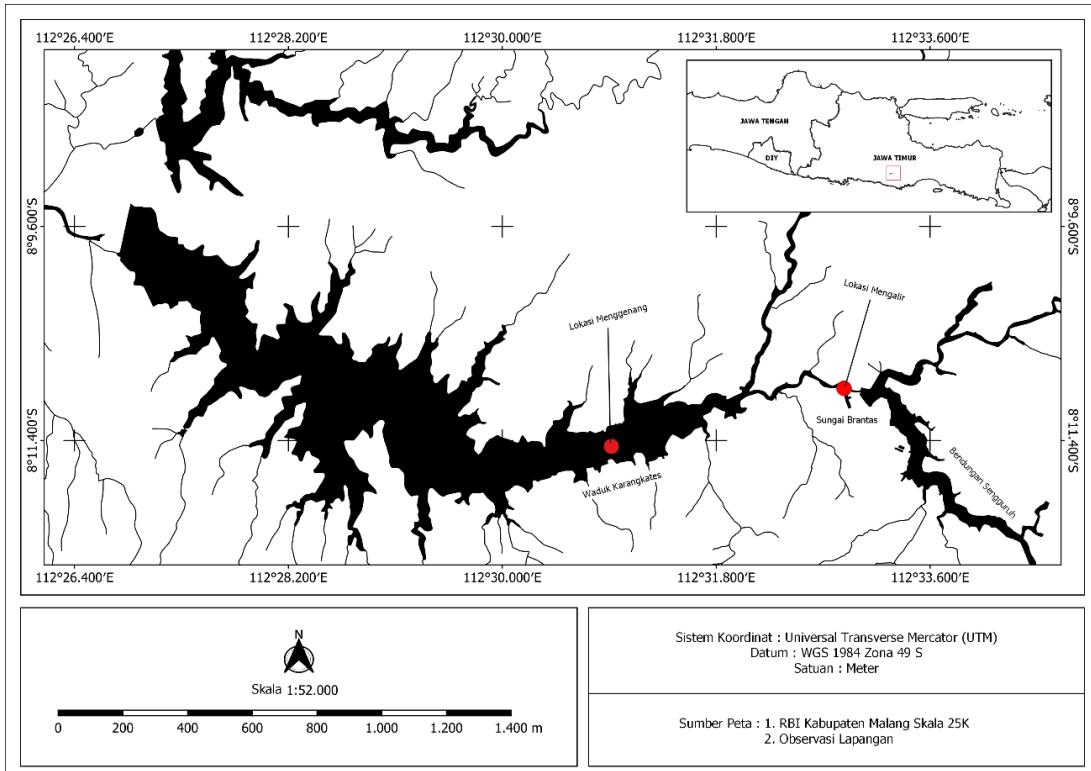 112°26.400'E 112°28.200'E 112°30.000'E 112°31.800'E 112°33.600'E
JAWA TENGAH
DIY
JAWA TIMUR
8°9.600'S
8°9.600'S
Lokasi Mengalir
Lokasi Menggenang
Sungai Brantas
8°11.400'S
8°11.400'S
Waduk Karangkates
Bendungan Sengguruh
112°26.400'E 112°28.200'E 112°30.000'E 112°31.800'E 112°33.600'E
N
Skala 1:52.000
0 200 400 600 800 1.000 1.200 1.400 m
Sistem Koordinat : Universal Transverse Mercator (UTM)
Datum : WGS 1984 Zona 49 S
Satuan : Meter
Sumber Peta : 1. RBI Kabupaten Malang Skala 25K
2. Observasi Lapangan